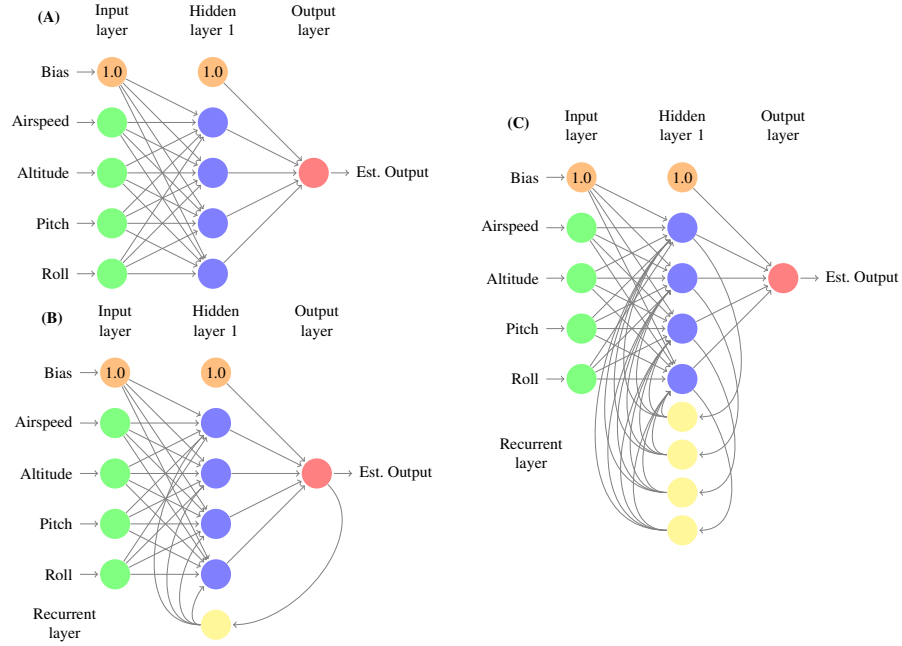 (A)
Input
layer
Hidden
layer 1
Output
layer
Bias
1.0
1.0
Airspeed
Altitude
Est. Output
Pitch
Roll
(B)
Input
layer
Hidden
layer 1
Output
layer
Bias
1.0
1.0
Airspeed
Altitude
Est. Output
Pitch
Roll
Recurrent
layer
(C)
Input
layer
Hidden
layer 1
Output
layer
Bias
1.0
1.0
Airspeed
Altitude
Est. Output
Pitch
Roll
Recurrent
layer